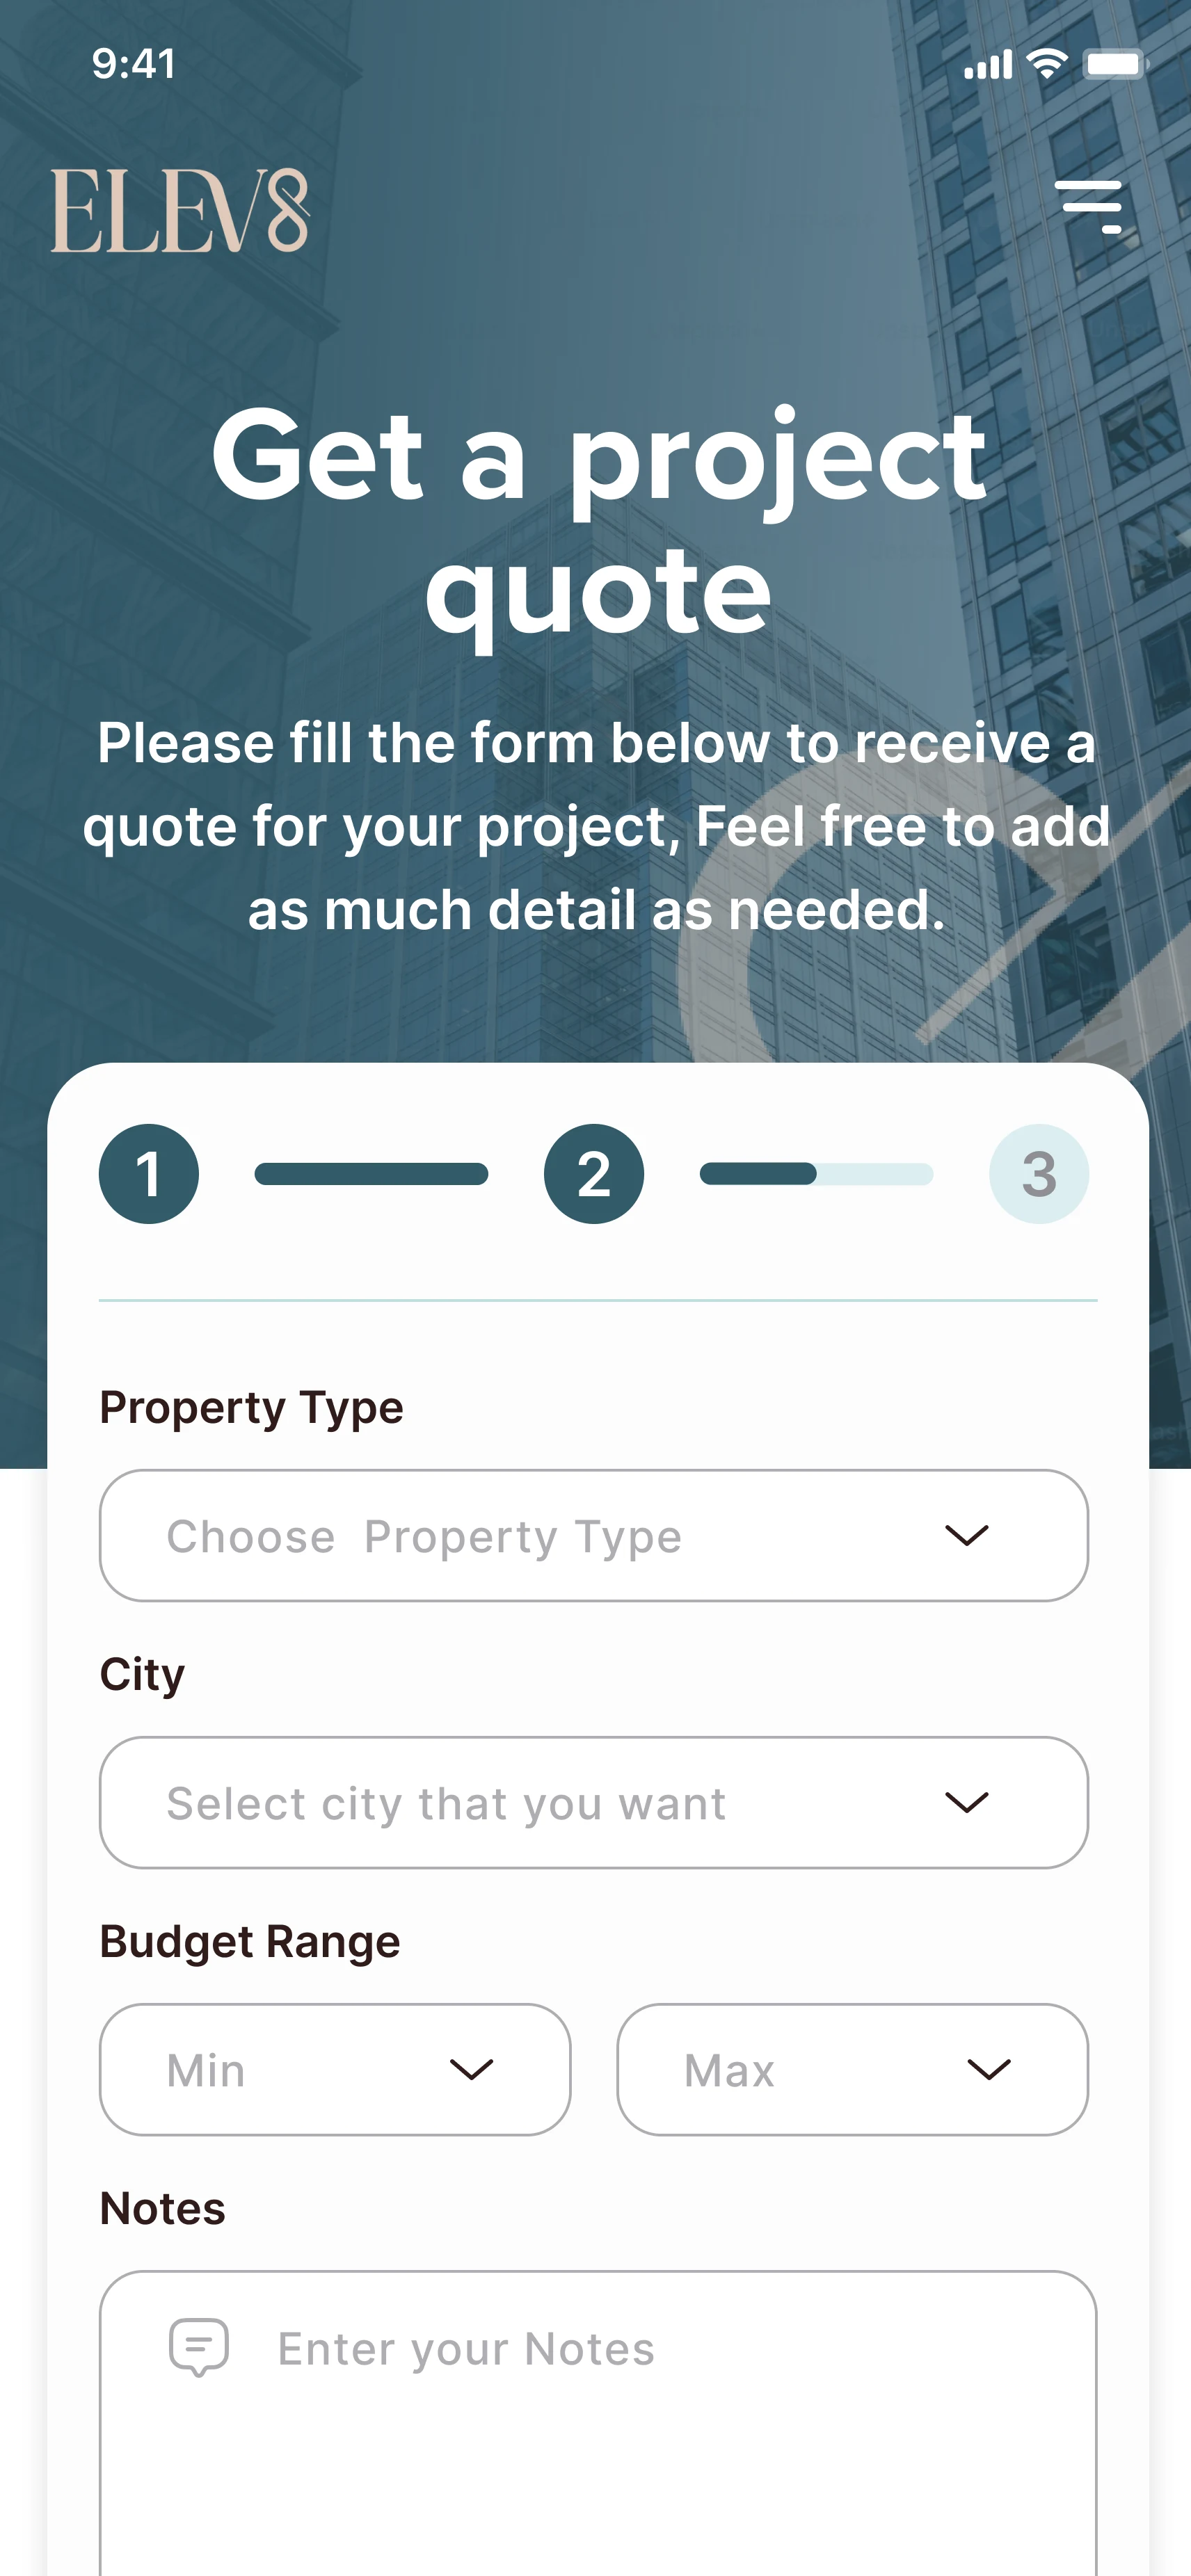 9:41
ELEV8
Get a project
quote
Please fill the form below to receive a
quote for your project, Feel free to add
as much detail as needed.
1 2 3
Property Type
Choose  Property Type
City
Select city that you want
Budget Range
Min Max
Notes
Enter your Notes